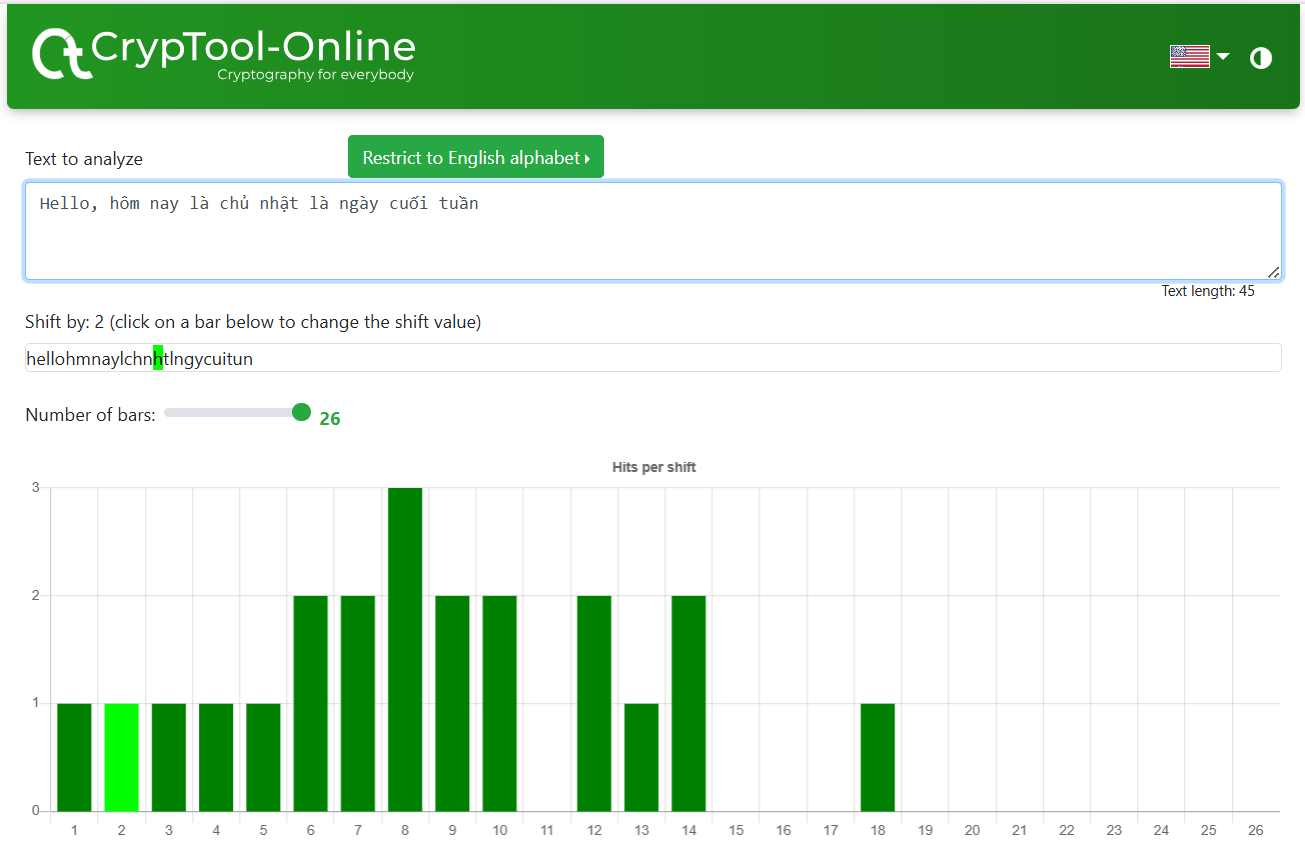 CrypTool-Online
Cryptography for everybody
Text to analyze
Restrict to English alphabet
Hello, hôm nay là chủ nhật là ngày cuối tuần
Text length: 45
Shift by: 2 (click on a bar below to change the shift value)
hellohmnaylchnhtlngycuitun
Number of bars: 26
Hits per shift
3
2
1
0
1 2 3 4 5 6 7 8 9 10 11 12 13 14 15 16 17 18 19 20 21 22 23 24 25 26